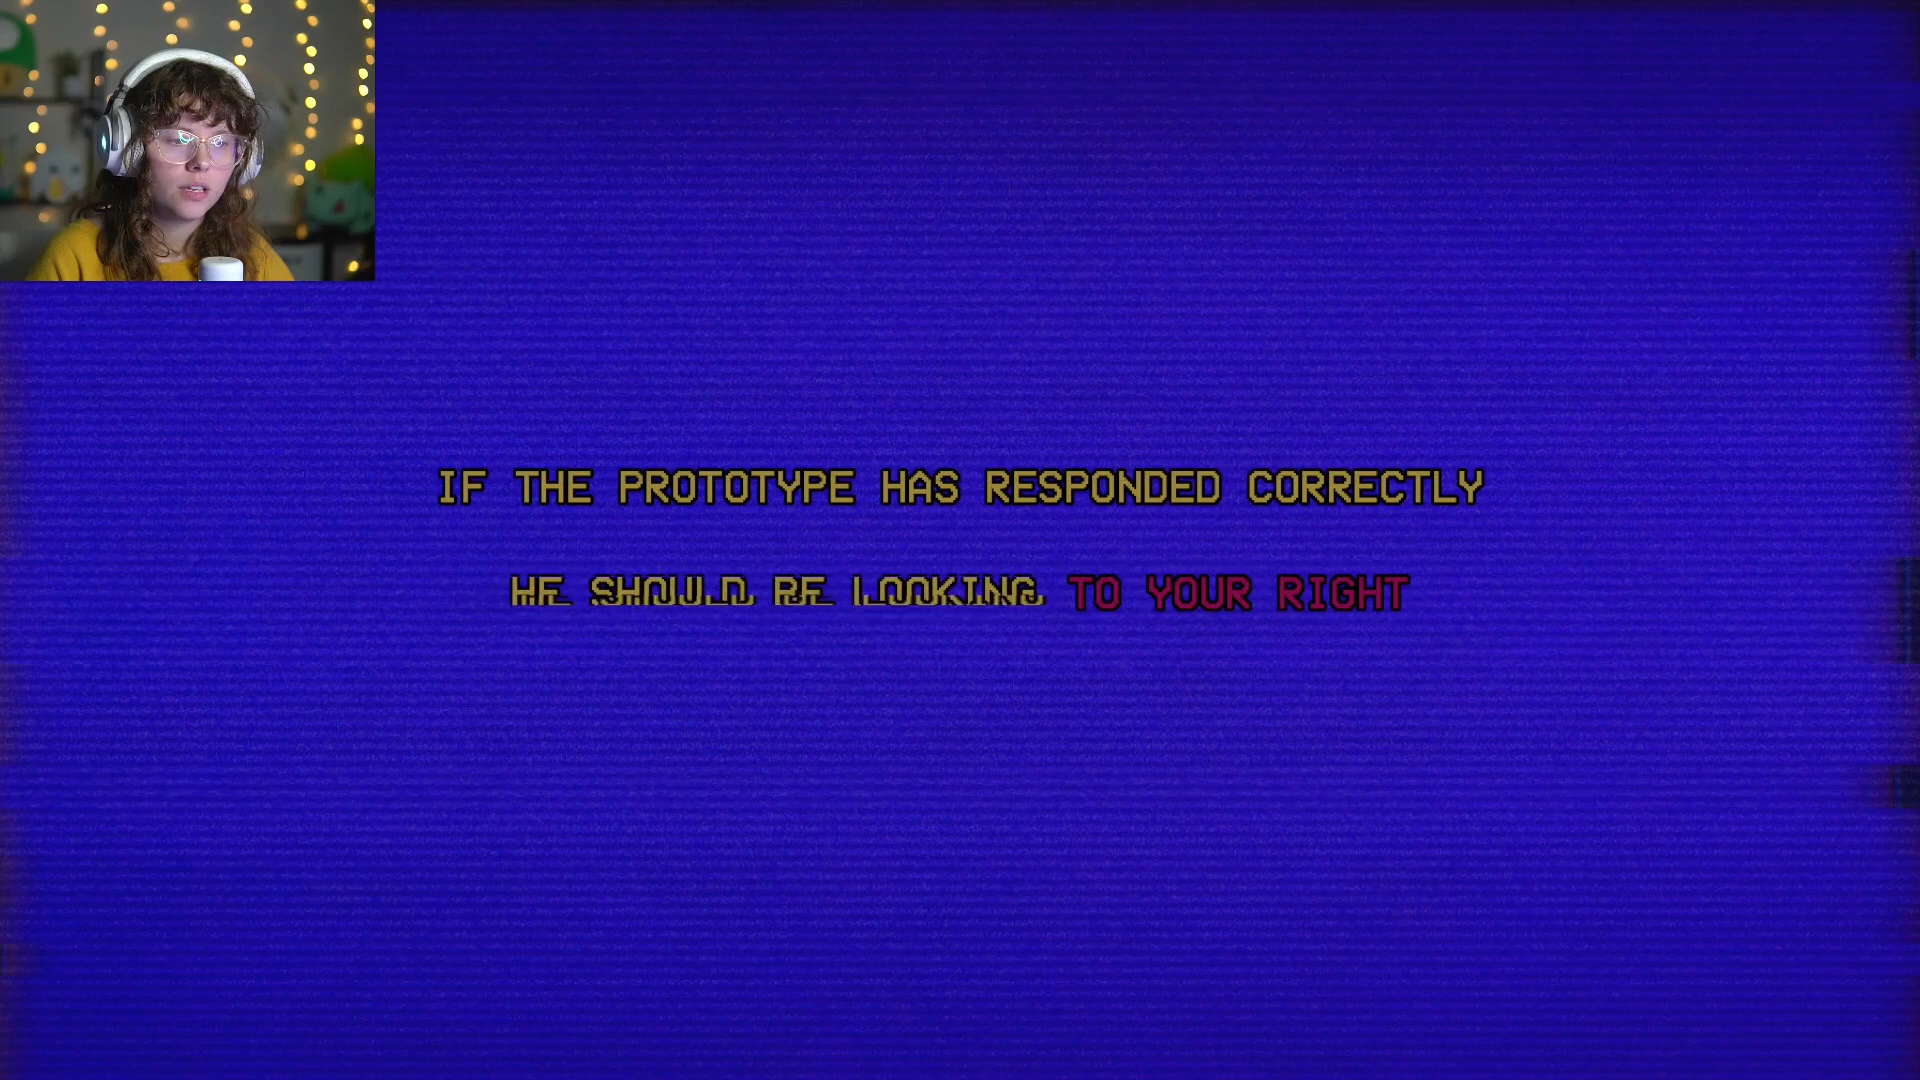 IF THE PROTOTYPE HAS RESPONDED CORRECTLY
HE SHOULD BE LOOKING TO YOUR RIGHT